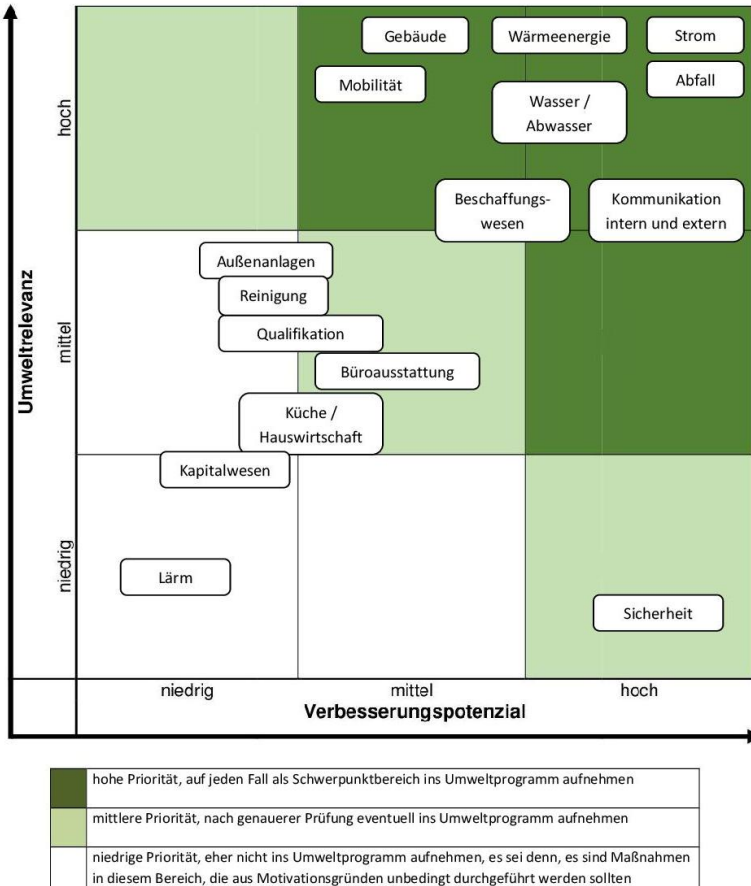 Umweltrelevanz
hoch
mittel
niedrig
Gebäude
Wärmeenergie
Strom
Mobilität
Abfall
Wasser /
Abwasser
Beschaffungs-
wesen
Kommunikation
intern und extern
Außenanlagen
Reinigung
Qualifikation
Büroausstattung
Küche /
Hauswirtschaft
Kapitalwesen
Lärm
Sicherheit
niedrig
mittel
hoch
Verbesserungspotenzial
hohe Priorität, auf jeden Fall als Schwerpunktbereich ins Umweltprogramm aufnehmen
mittlere Priorität, nach genauerer Prüfung eventuell ins Umweltprogramm aufnehmen
niedrige Priorität, eher nicht ins Umweltprogramm aufnehmen, es sei denn, es sind Maßnahmen
in diesem Bereich, die aus Motivationsgründen unbedingt durchgeführt werden sollten